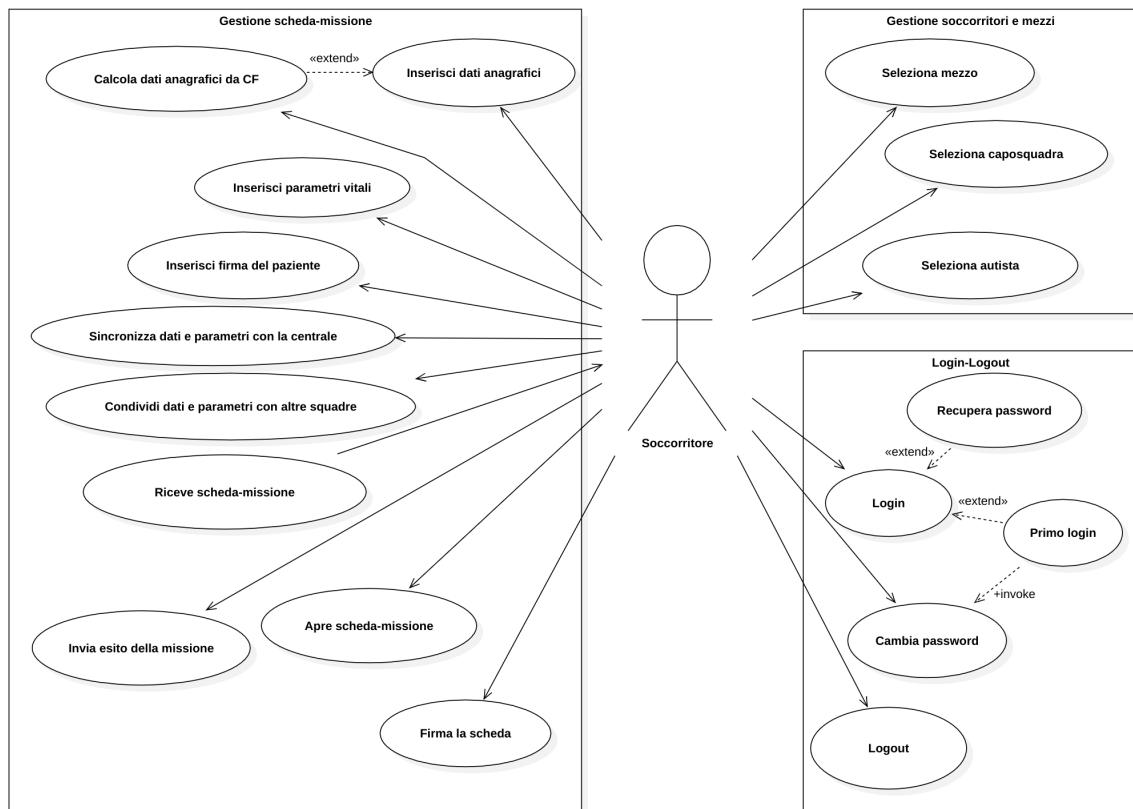 Gestione scheda-missione
Calcola dati anagrafici da CF
«extend»
Inserisci dati anagrafici
Inserisci parametri vitali
Inserisci firma del paziente
Sincronizza dati e parametri con la centrale
Condividi dati e parametri con altre squadre
Riceve scheda-missione
Apre scheda-missione
Invia esito della missione
Firma la scheda
Soccorritore
Gestione soccorritori e mezzi
Seleziona mezzo
Seleziona caposquadra
Seleziona autista
Login-Logout
Recupera password
«extend»
Login
«extend»
Primo login
+invoke
Cambia password
Logout